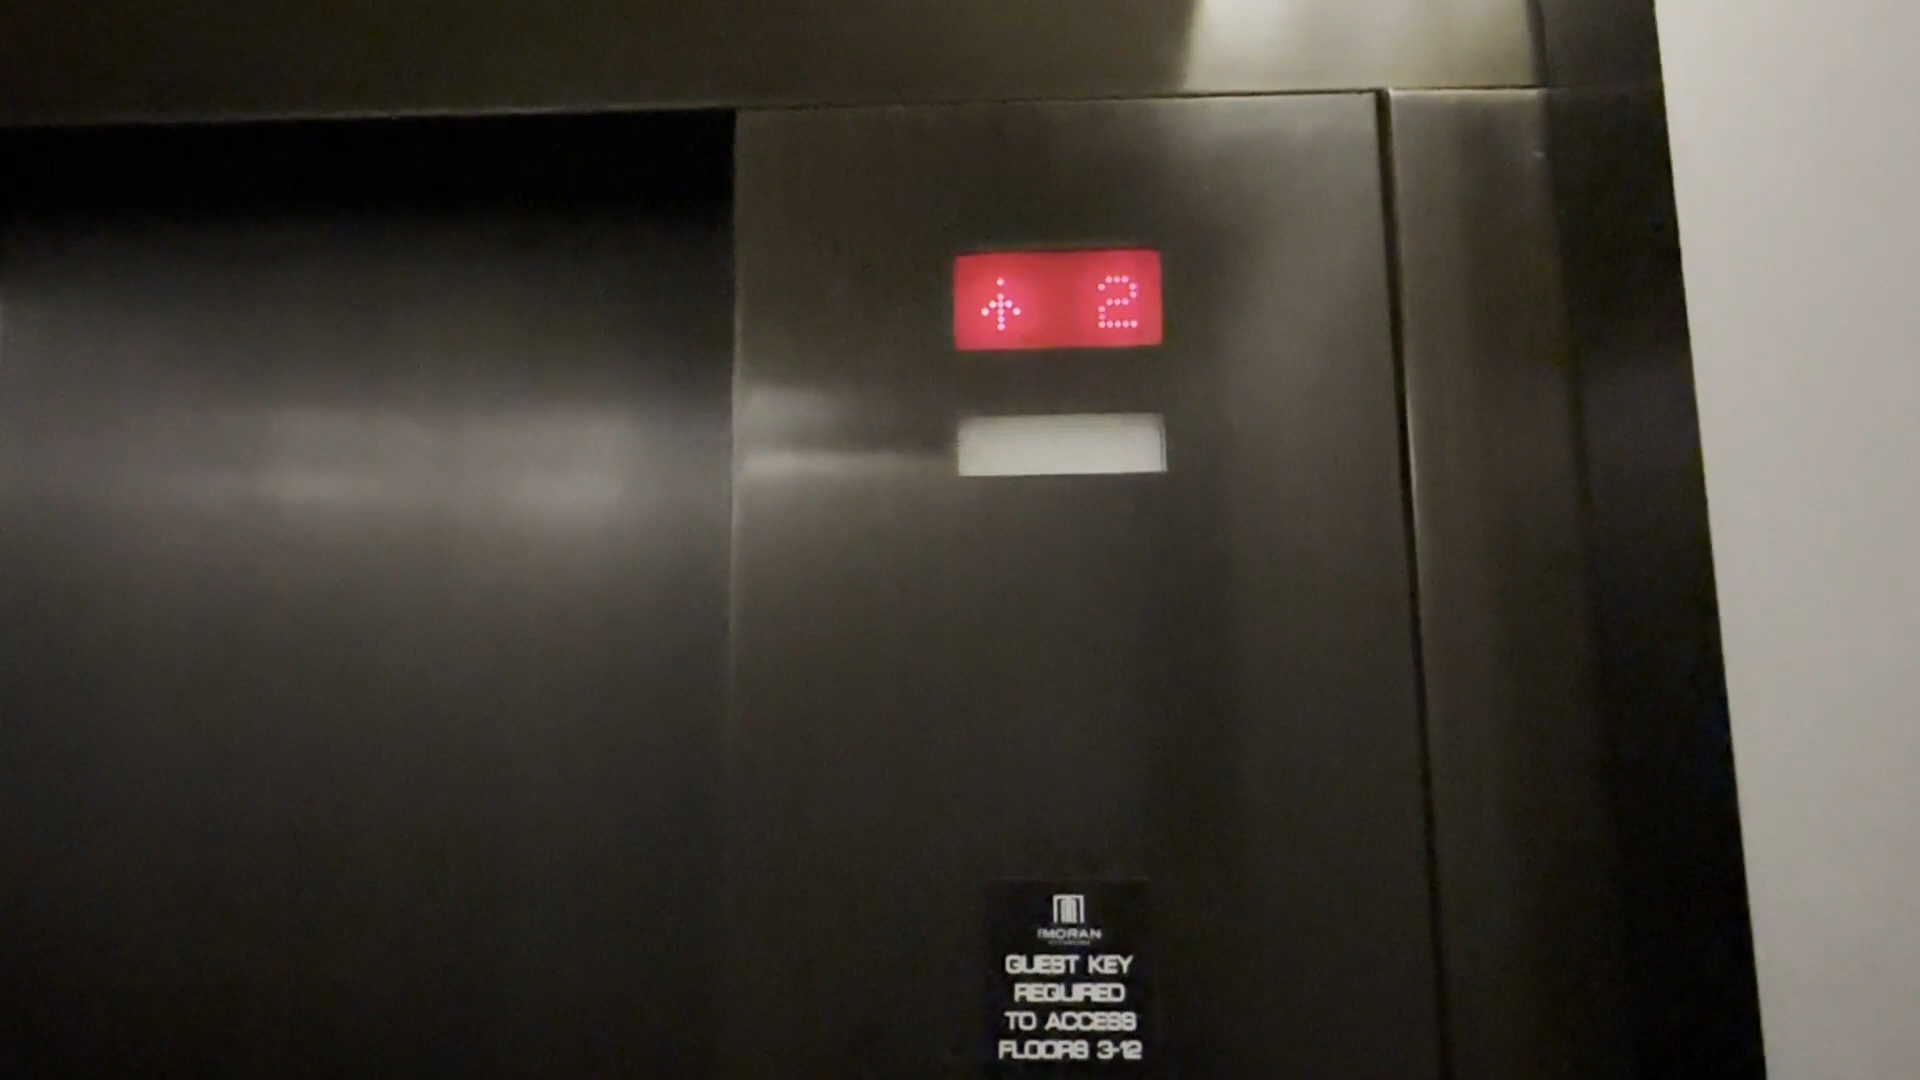 ↑ 2
MORAN
GUEST KEY
REQUIRED
TO ACCESS
FLOORS 3-12